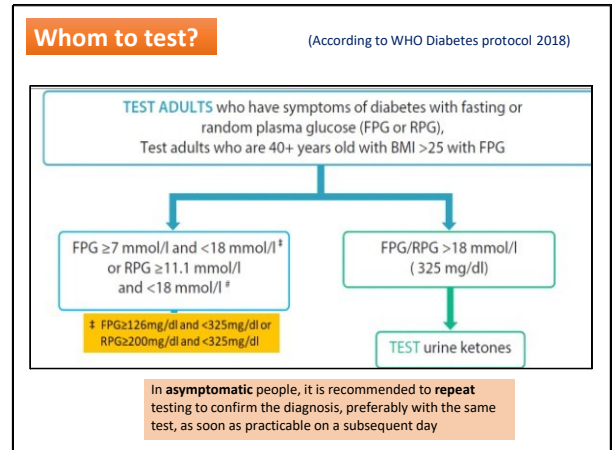 Whom to test?
(According to WHO Diabetes protocol 2018)
TEST ADULTS who have symptoms of diabetes with fasting or
random plasma glucose (FPG or RPG),
Test adults who are 40+ years old with BMI >25 with FPG
FPG ≥7 mmol/l and <18 mmol/l ‡
or RPG ≥11.1 mmol/l
and <18 mmol/l #
‡ FPG≥126mg/dl and <325mg/dl or
RPG≥200mg/dl and <325mg/dl
FPG/RPG >18 mmol/l
( 325 mg/dl)
TEST urine ketones
In asymptomatic people, it is recommended to repeat
testing to confirm the diagnosis, preferably with the same
test, as soon as practicable on a subsequent day